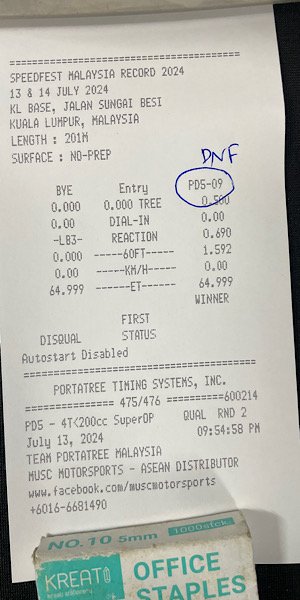 ==========================================
SPEEDFEST MALAYSIA RECORD 2024
13 & 14 JULY 2024
KL BASE, JALAN SUNGAI BESI
KUALA LUMPUR, MALAYSIA
LENGTH : 201M
SURFACE : NO-PREP
DNF
BYE Entry PD5-09
0.000 0.000 TREE 0.500
0.00 DIAL-IN 0.00
-LB3- REACTION 0.690
0.000 ------60FT----- 1.592
0.00 -----KM/H----- 0.00
64.999 ------ET------ 64.999
WINNER
FIRST
DISQUAL STATUS
Autostart Disabled
==========================================
PORTATREE TIMING SYSTEMS, INC.
============== 475/476 ==========600214
PD5 - 4T<200cc SuperOP QUAL RND 2
July 13, 2024 09:54:58 PM
TEAM PORTATREE MALAYSIA
MUSC MOTORSPORTS - ASEAN DISTRIBUTOR
www.facebook.com/muscmotorsports
+6016-6681490
NO.10 5mm 1000stck.
KREATI
OFFICE
STAPLES